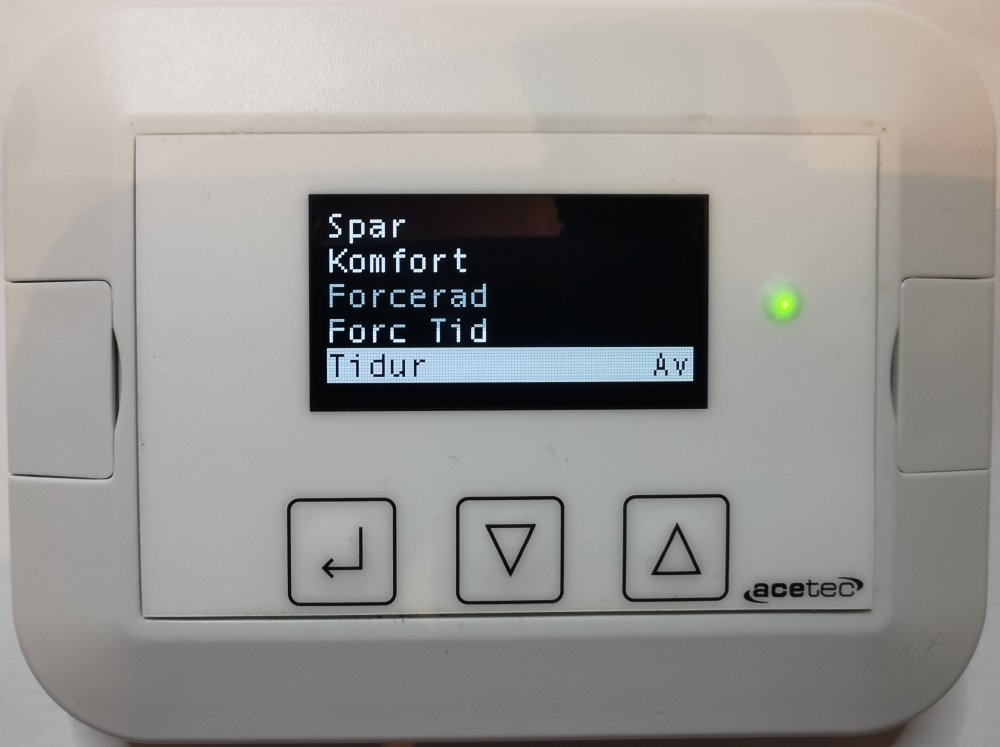 Spar
Komfort
Forcerad
Forc Tid
Tidur Av
acetec